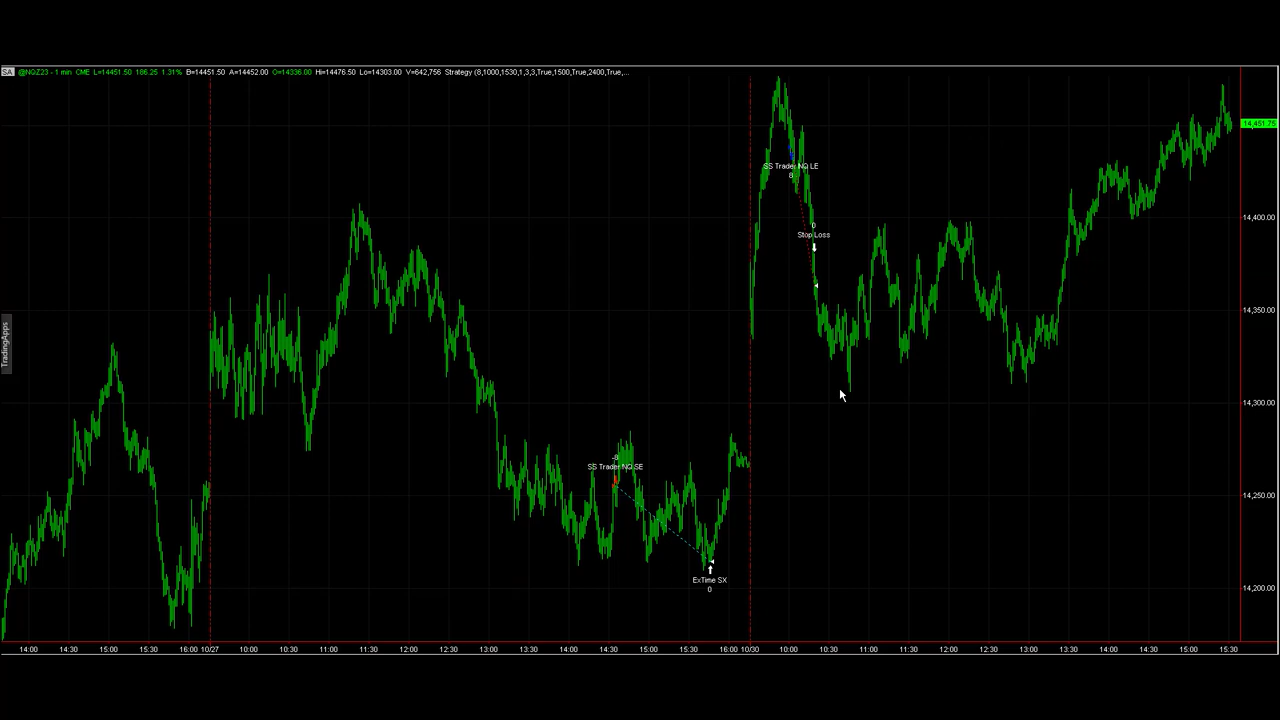 SA @NQZ23 - 1 min CME L=14451.50 186.25 1.31% B=14451.50 A=14452.00 O=14336.00 Hi=14476.50 Lo=14303.00 V=642,756 Strategy (8,1000,1530,1,3,3,True,1500,True,2400,True,...
14,451.75
SS Trader NQ LE
8
14,400.00
0
Stop Loss
14,350.00
TradingApps
14,300.00
-8
SS Trader NQ SE
14,250.00
ExTime SX
0
14,200.00
14:00 14:30 15:00 15:30 16:00 10/27 10:00 10:30 11:00 11:30 12:00 12:30 13:00 13:30 14:00 14:30 15:00 15:30 16:00 10/30 10:00 10:30 11:00 11:30 12:00 12:30 13:00 13:30 14:00 14:30 15:00 15:30